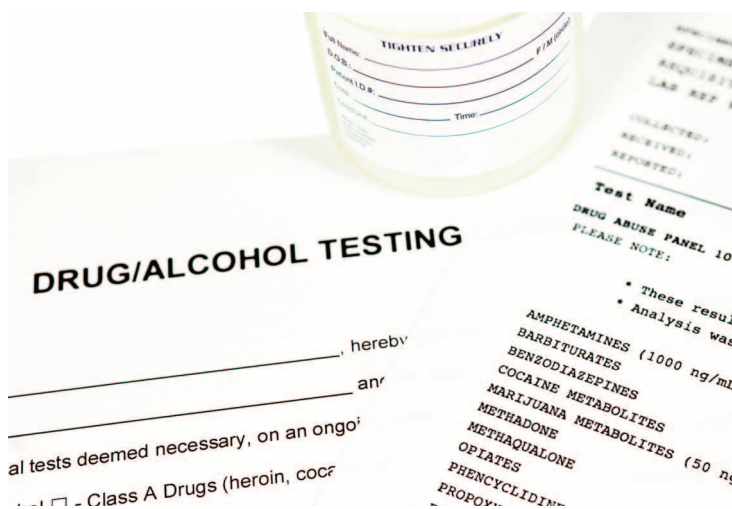 TIGHTEN SECURELY
Full Name:
F / M (circle)
D.O.B.:
Patient I.D.#:
Time:
DRUG/ALCOHOL TESTING
, hereby
and
al tests deemed necessary, on an ongoi
- Class A Drugs (heroin, coca
COLLECTED:
RECEIVED:
REPORTED:
Test Name
DRUG ABUSE PANEL 10
PLEASE NOTE:
* These resul
* Analysis was
AMPHETAMINES (1000 ng/mL
BARBITURATES
BENZODIAZEPINES
COCAINE METABOLITES
MARIJUANA METABOLITES (50 ng
METHADONE
METHAQUALONE
OPIATES
PHENCYCLIDINE
PROPOXY